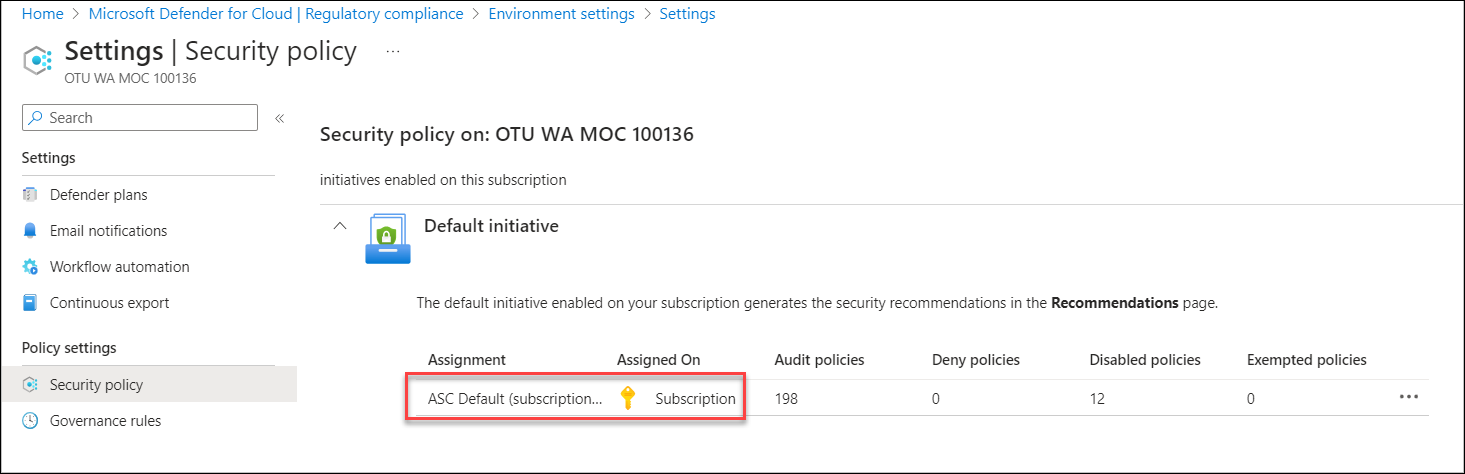 Home > Microsoft Defender for Cloud | Regulatory compliance > Environment settings > Settings
Settings | Security policy ...
OTU WA MOC 100136
Search «
Settings
Defender plans
Email notifications
Workflow automation
Continuous export
Policy settings
Security policy
Governance rules
Security policy on: OTU WA MOC 100136
initiatives enabled on this subscription
Default initiative
The default initiative enabled on your subscription generates the security recommendations in the Recommendations page.
Assignment Assigned On Audit policies Deny policies Disabled policies Exempted policies
ASC Default (subscription... Subscription 198 0 12 0 ...